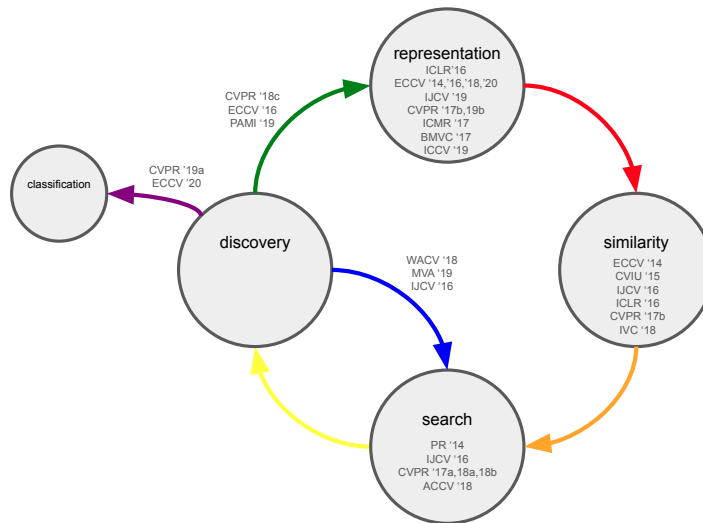 representation
ICLR’16
ECCV ‘14,’16,’18,’20
IJCV ‘19
CVPR ‘17b,19b
ICMR ‘17
BMVC ‘17
ICCV ‘19
CVPR ‘18c
ECCV ‘16
PAMI ‘19
CVPR ‘19a
ECCV ‘20
classification
discovery
WACV ‘18
MVA ‘19
IJCV ‘16
similarity
ECCV ‘14
CVIU ‘15
IJCV ‘16
ICLR ‘16
CVPR ‘17b
IVC ‘18
search
PR ‘14
IJCV ‘16
CVPR ‘17a,18a,18b
ACCV ‘18